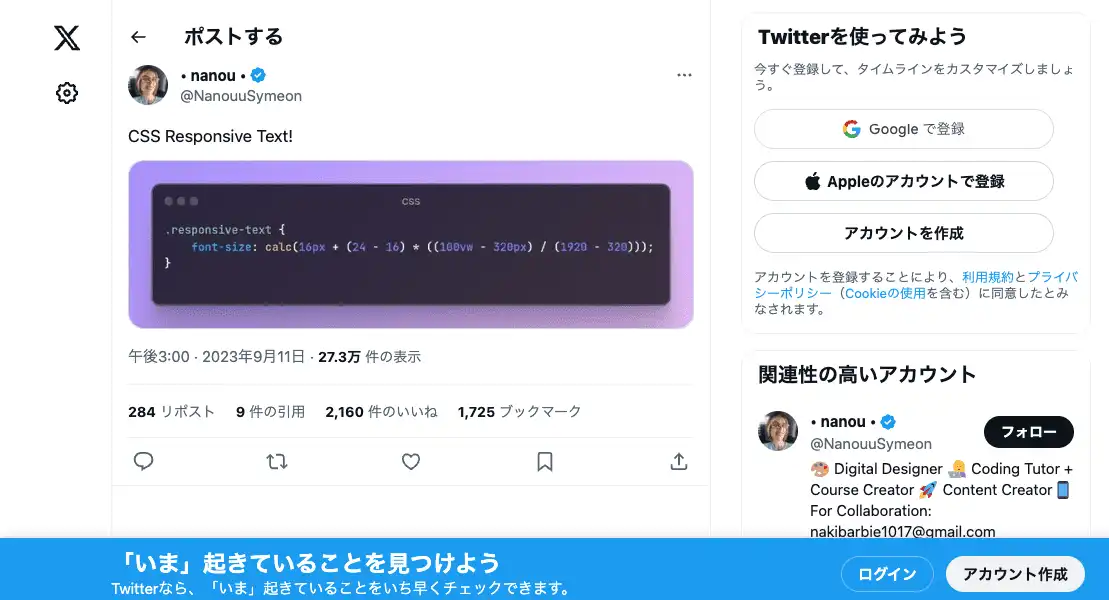 ポストする
• nanou •
@NanouuSymeon
CSS Responsive Text!
css
.responsive-text {
font-size: calc(16px + (24 - 16) * ((100vw - 320px) / (1920 - 320)));
}
午後3:00 · 2023年9月11日 · 27.3万 件の表示
284 リポスト 9 件の引用 2,160 件のいいね 1,725 ブックマーク
Twitterを使ってみよう
今すぐ登録して、タイムラインをカスタマイズしましょ
う。
Google で登録
Appleのアカウントで登録
アカウントを作成
アカウントを登録することにより、利用規約とプライバ
シーポリシー（Cookieの使用を含む）に同意したとみ
なされます。
関連性の高いアカウント
• nanou •
@NanouuSymeon
フォロー
🎨 Digital Designer 👩‍💻 Coding Tutor +
Course Creator 🚀 Content Creator 📱
For Collaboration:
nakibarbie1017@gmail.com
「いま」起きていることを見つけよう
Twitterなら、「いま」起きていることをいち早くチェックできます。
ログイン
アカウント作成